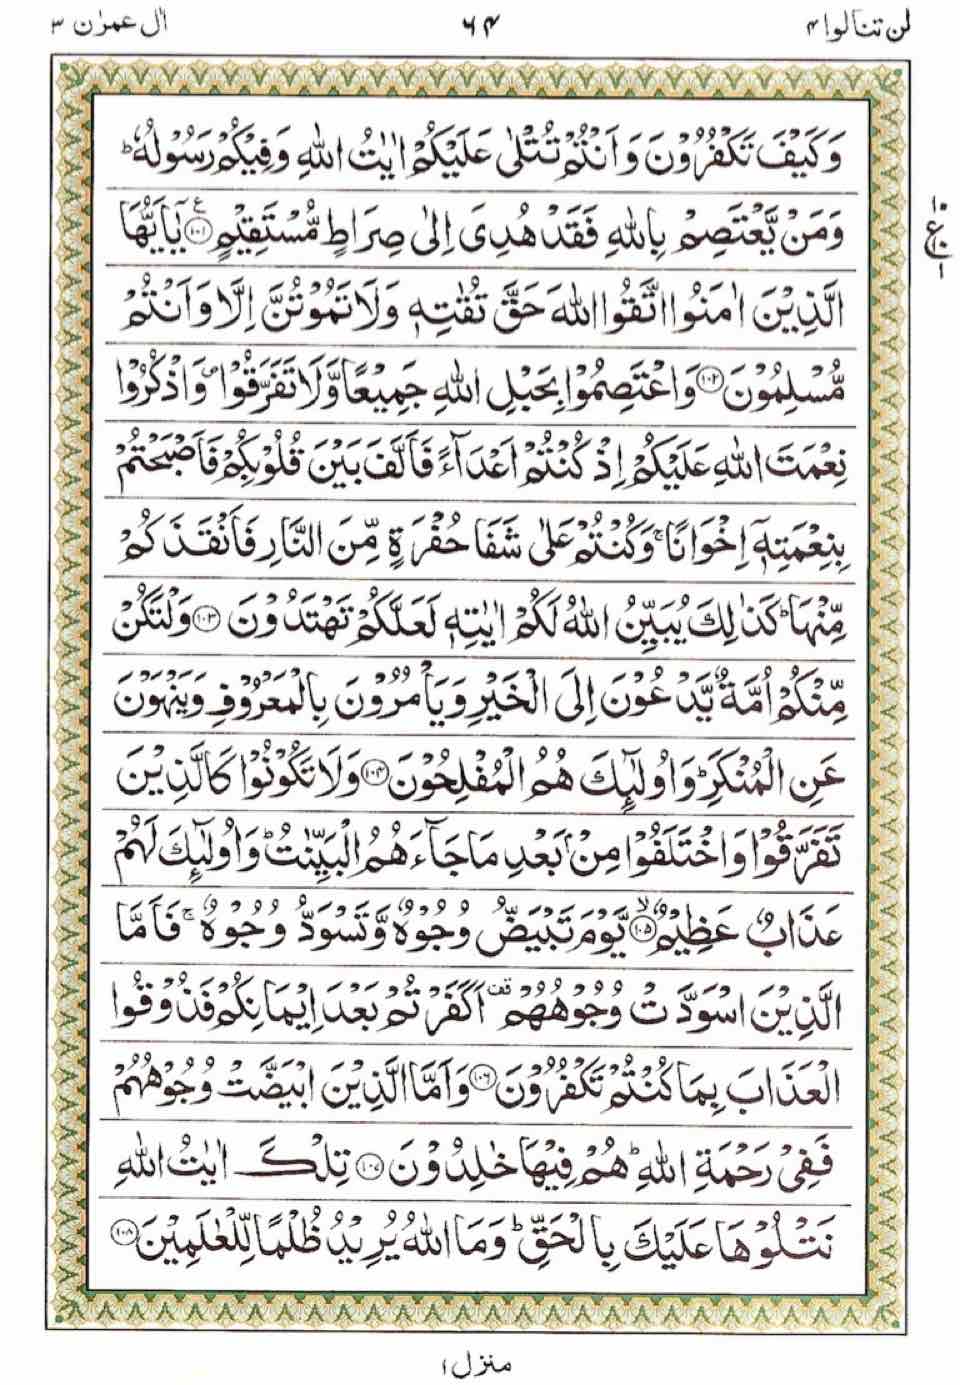 لن تنالوا ۴ ۶۴ اٰل عمرٰن ۳
وَكَيْفَ تَكْفُرُوْنَ وَاَنْتُمْ تُتْلٰى عَلَيْكُمْ اٰيٰتُ اللّٰهِ وَفِيْكُمْ رَسُوْلُهٗ ؕ
وَمَنْ يَّعْتَصِمْ بِاللّٰهِ فَقَدْ هُدِىَ اِلٰى صِرَاطٍ مُّسْتَقِيْمٍ ﴿۱۰۱﴾ ع يٰۤاَيُّهَا
۱۰ ع ۱
الَّذِيْنَ اٰمَنُوا اتَّقُوا اللّٰهَ حَقَّ تُقٰتِهٖ وَلَا تَمُوْتُنَّ اِلَّا وَاَنْتُمْ
مُّسْلِمُوْنَ ﴿۱۰۲﴾ وَاعْتَصِمُوْا بِحَبْلِ اللّٰهِ جَمِيْعًا وَّلَا تَفَرَّقُوْا ۪ وَاذْكُرُوْا
نِعْمَتَ اللّٰهِ عَلَيْكُمْ اِذْ كُنْتُمْ اَعْدَآءً فَاَلَّفَ بَيْنَ قُلُوْبِكُمْ فَاَصْبَحْتُمْ
بِنِعْمَتِهٖۤ اِخْوَانًا ۚ وَكُنْتُمْ عَلٰى شَفَا حُفْرَةٍ مِّنَ النَّارِ فَاَنْقَذَكُمْ
مِّنْهَا ؕ كَذٰلِكَ يُبَيِّنُ اللّٰهُ لَكُمْ اٰيٰتِهٖ لَعَلَّكُمْ تَهْتَدُوْنَ ﴿۱۰۳﴾ وَلْتَكُنْ
مِّنْكُمْ اُمَّةٌ يَّدْعُوْنَ اِلَى الْخَيْرِ وَيَاْمُرُوْنَ بِالْمَعْرُوْفِ وَيَنْهَوْنَ
عَنِ الْمُنْكَرِ ؕ وَاُولٰٓئِكَ هُمُ الْمُفْلِحُوْنَ ﴿۱۰۴﴾ وَلَا تَكُوْنُوْا كَالَّذِيْنَ
تَفَرَّقُوْا وَاخْتَلَفُوْا مِنْۢ بَعْدِ مَا جَآءَهُمُ الْبَيِّنٰتُ ؕ وَاُولٰٓئِكَ لَهُمْ
عَذَابٌ عَظِيْمٌ ﴿۱۰۵﴾ ۙ يَّوْمَ تَبْيَضُّ وُجُوْهٌ وَّتَسْوَدُّ وُجُوْهٌ ۚ فَاَمَّا
الَّذِيْنَ اسْوَدَّتْ وُجُوْهُهُمْ قف اَكَفَرْتُمْ بَعْدَ اِيْمَانِكُمْ فَذُوْقُوا
الْعَذَابَ بِمَا كُنْتُمْ تَكْفُرُوْنَ ﴿۱۰۶﴾ وَاَمَّا الَّذِيْنَ ابْيَضَّتْ وُجُوْهُهُمْ
فَفِىْ رَحْمَةِ اللّٰهِ ؕ هُمْ فِيْهَا خٰلِدُوْنَ ﴿۱۰۷﴾ تِلْكَ اٰيٰتُ اللّٰهِ
نَتْلُوْهَا عَلَيْكَ بِالْحَقِّ ؕ وَمَا اللّٰهُ يُرِيْدُ ظُلْمًا لِّلْعٰلَمِيْنَ ﴿۱۰۸﴾
منزل ۱